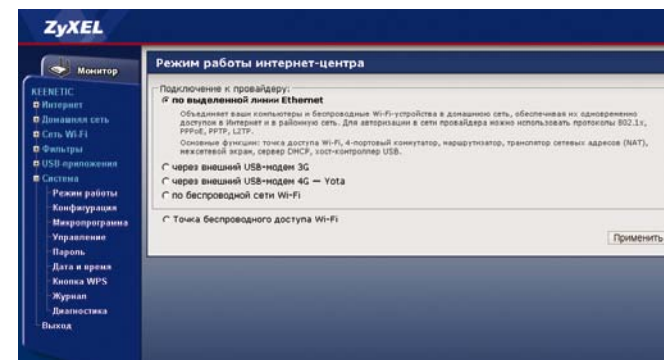 ZyXEL
Монитор
KEENETIC
Интернет
Домашняя сеть
Сеть Wi-Fi
Фильтры
USB-приложения
Система
Режим работы
Конфигурация
Микропрограмма
Управление
Пароль
Дата и время
Кнопка WPS
Журнал
Диагностика
Выход
Режим работы интернет-центра
Подключение к провайдеру:
по выделенной линии Ethernet
Объединяет ваши компьютеры и беспроводные Wi-Fi-устройства в домашнюю сеть, обеспечивая их одновременно
доступом в Интернет и в районную сеть. Для авторизации в сети провайдера можно использовать протоколы 802.1x,
PPPoE, PPTP, L2TP.
Основные функции: точка доступа Wi-Fi, 4-портовый коммутатор, маршрутизатор, транслятор сетевых адресов (NAT),
межсетевой экран, сервер DHCP, хост-контроллер USB.
через внешний USB-модем 3G
через внешний USB-модем 4G — Yota
по беспроводной сети Wi-Fi
Точка беспроводного доступа Wi-Fi
Применить